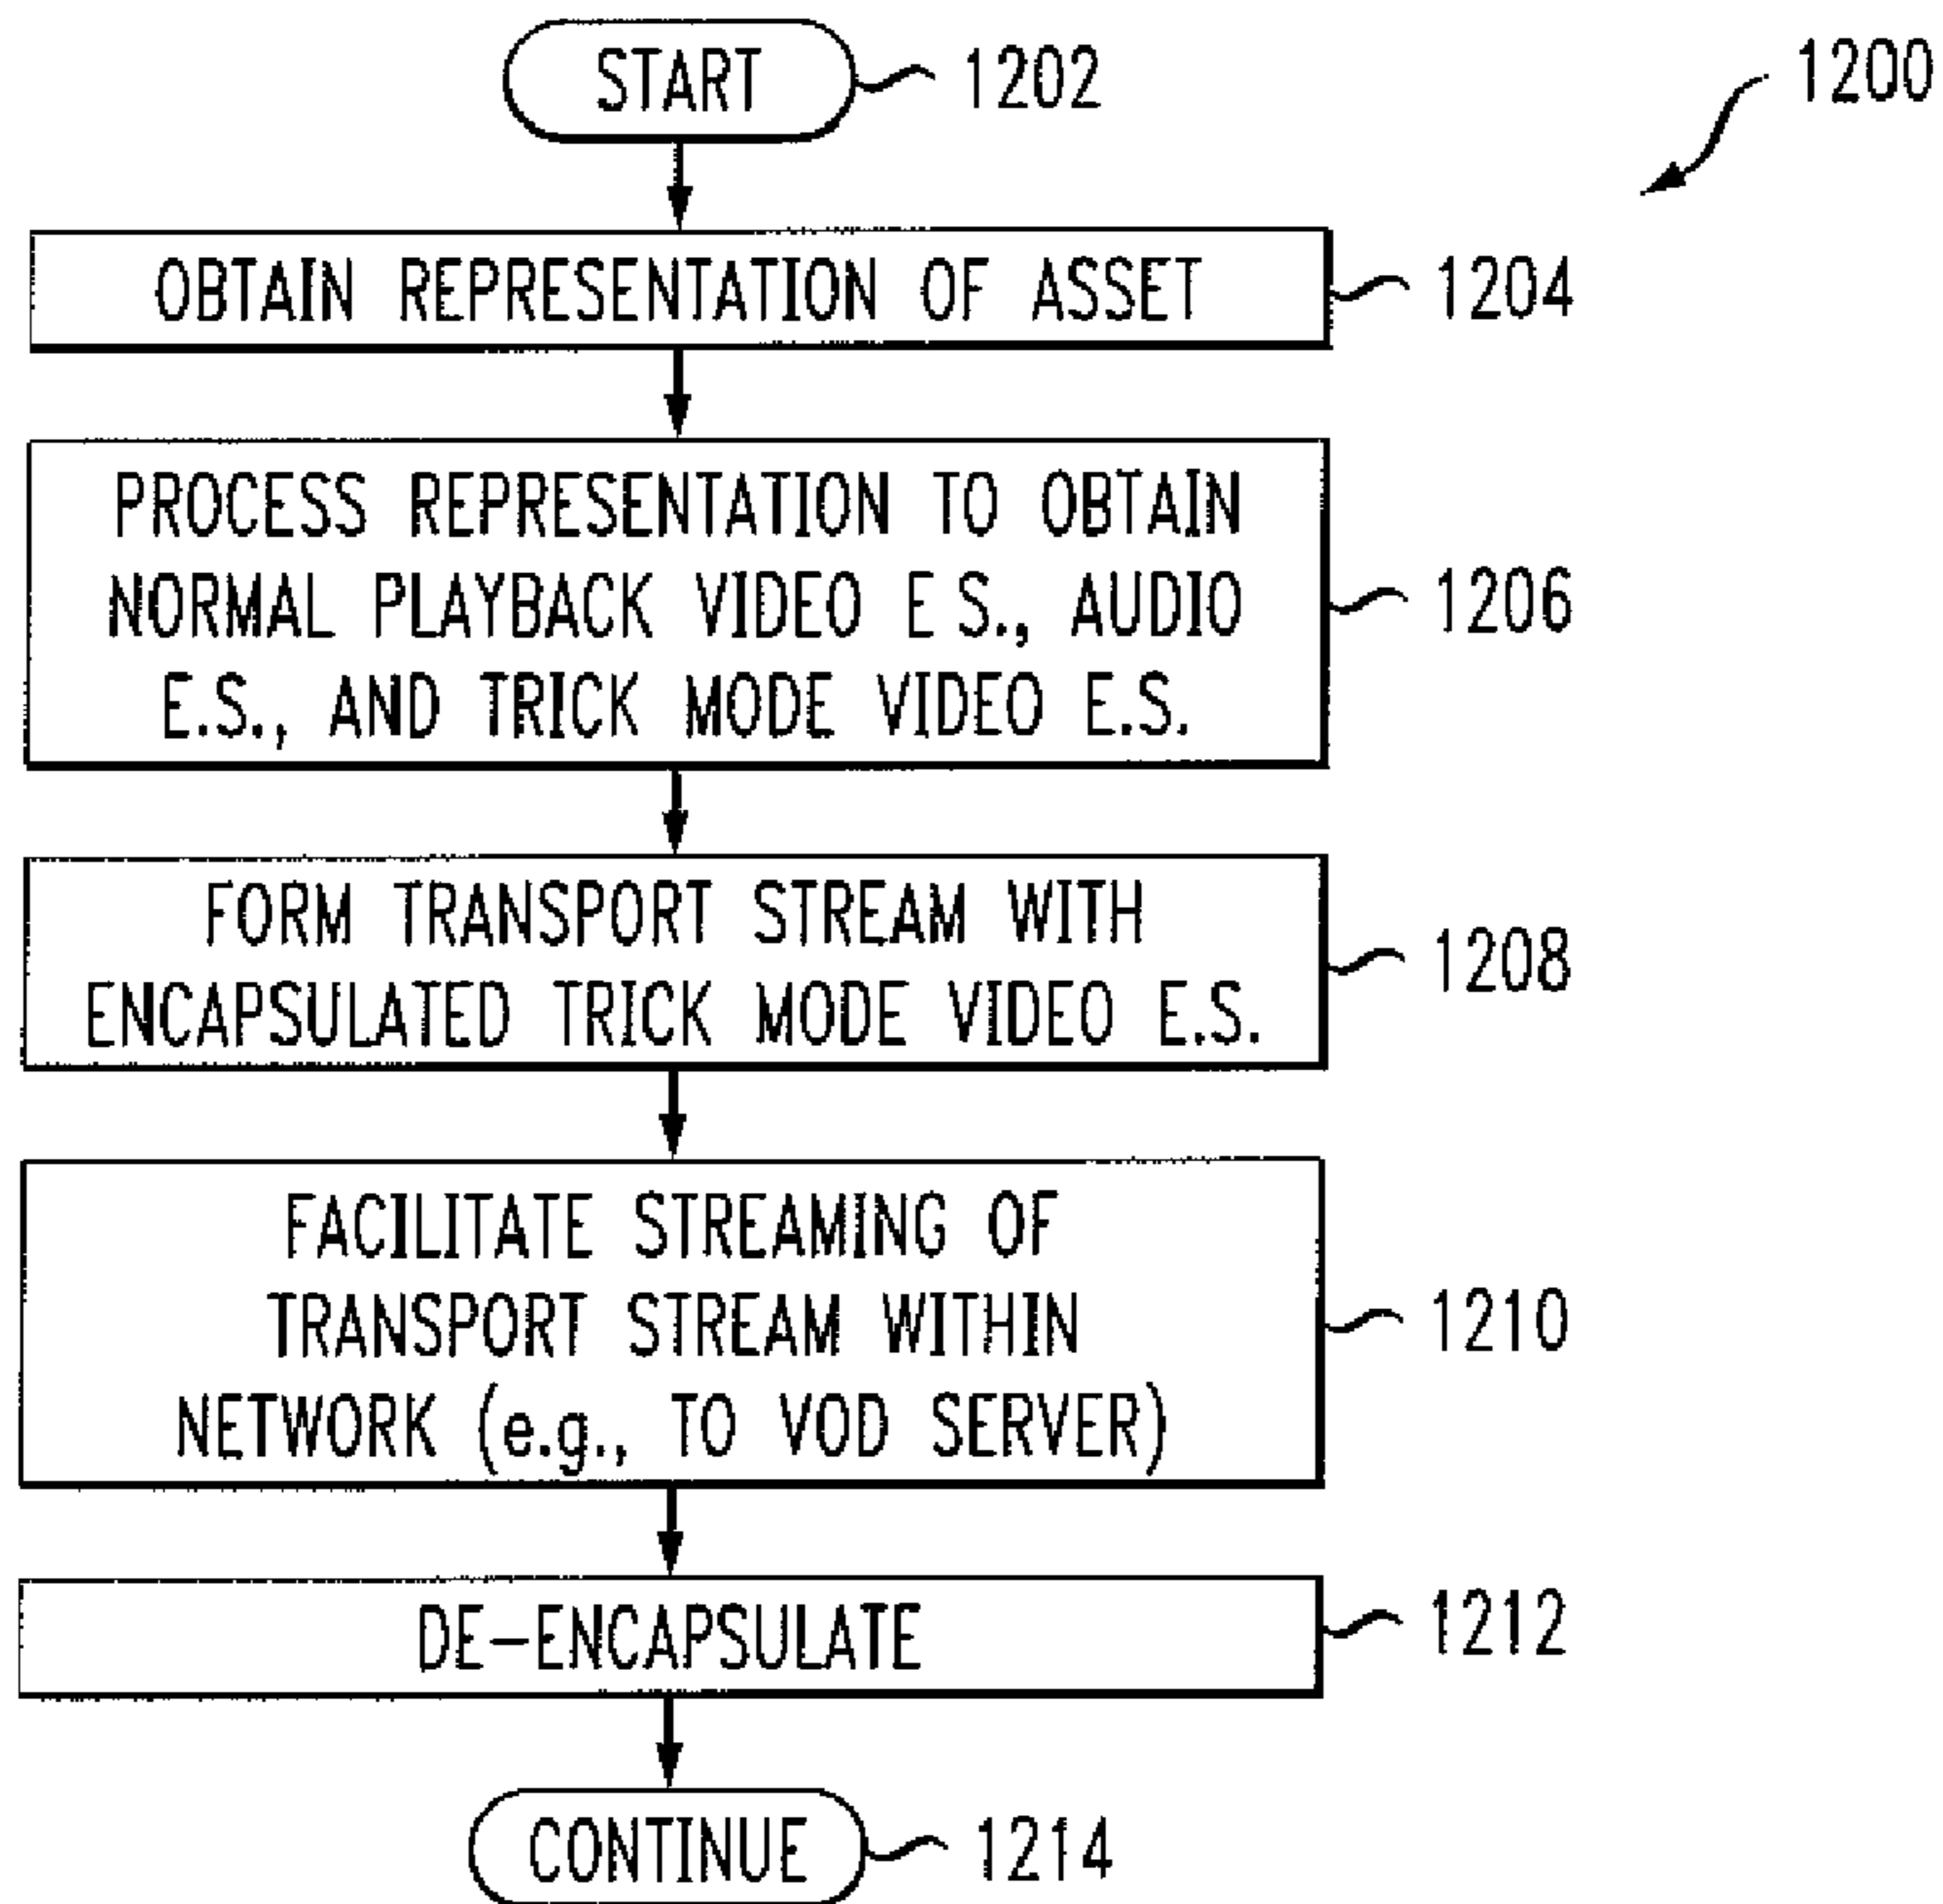 START 1202
1200
OBTAIN REPRESENTATION OF ASSET 1204
PROCESS REPRESENTATION TO OBTAIN
NORMAL PLAYBACK VIDEO E S., AUDIO
E.S., AND TRICK MODE VIDEO E.S.
1206
FORM TRANSPORT STREAM WITH
ENCAPSULATED TRICK MODE VIDEO E.S.
1208
FACILITATE STREAMING OF
TRANSPORT STREAM WITHIN
NETWORK (e.g., TO VOD SERVER)
1210
DE-ENCAPSULATE 1212
CONTINUE 1214